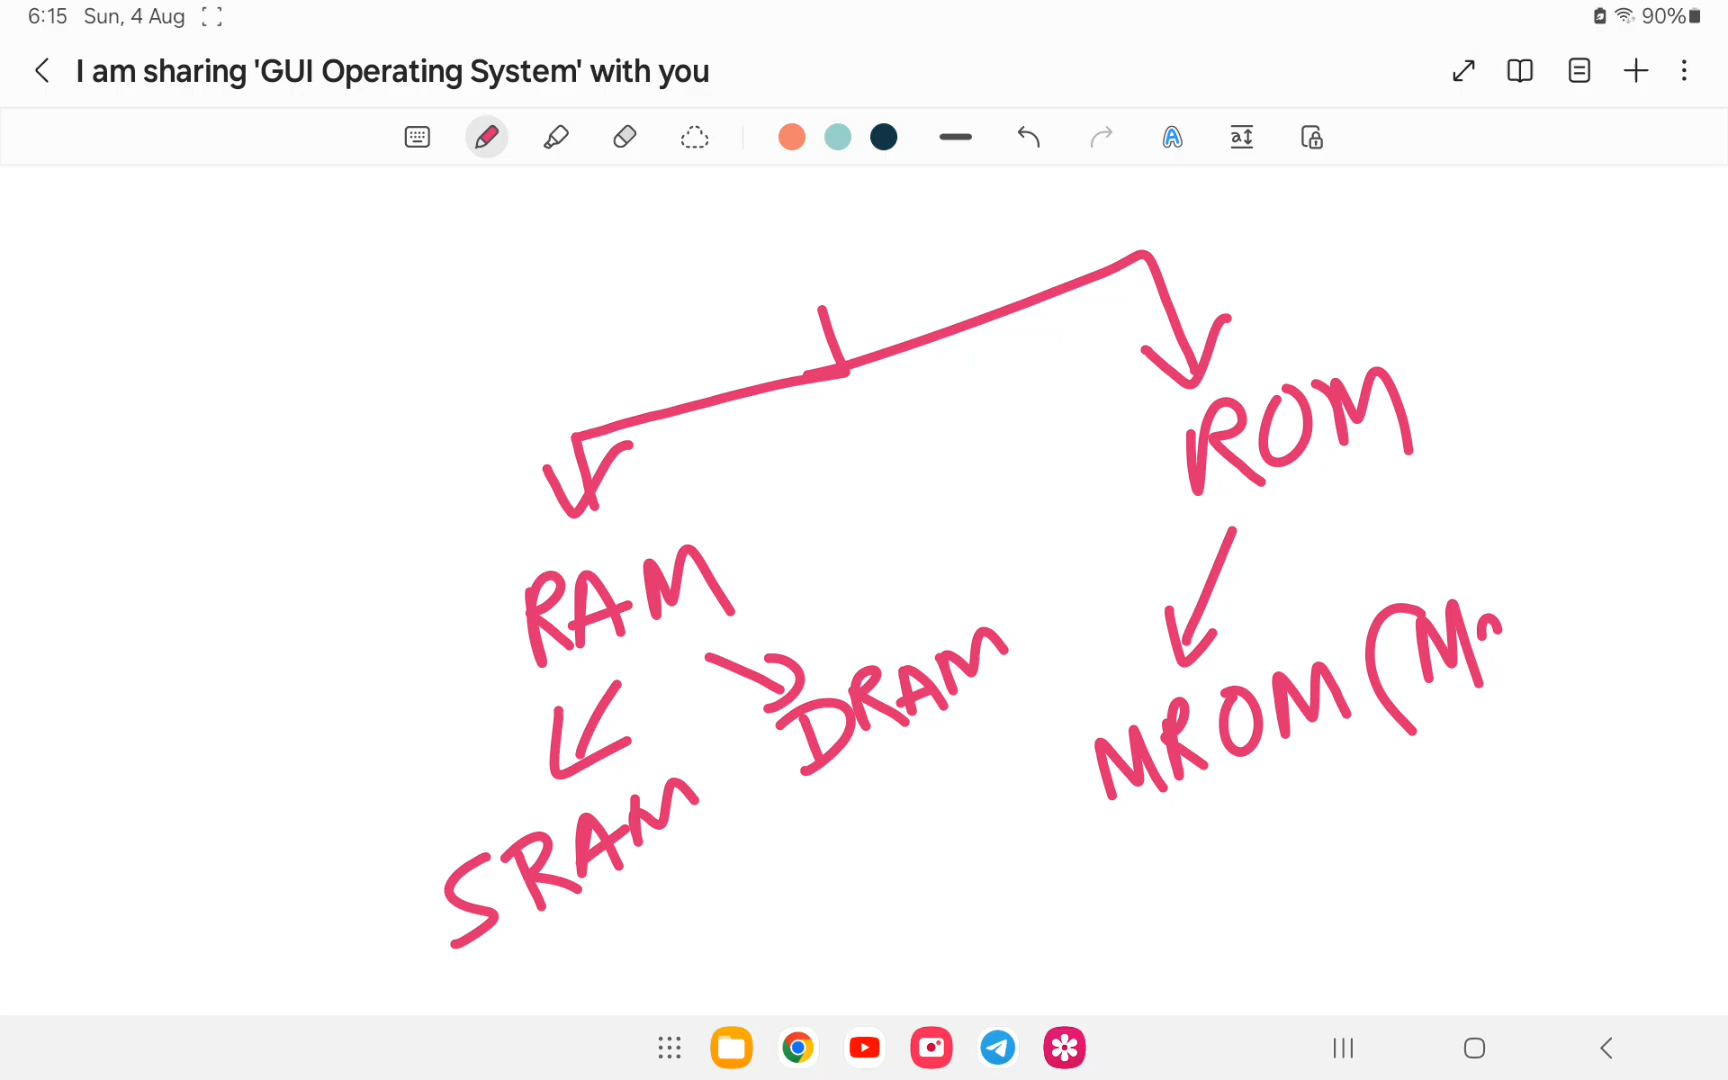 6:15 Sun, 4 Aug 90%
I am sharing 'GUI Operating System' with you
ROM
RAM
DRAM
MROM (M
SRAM